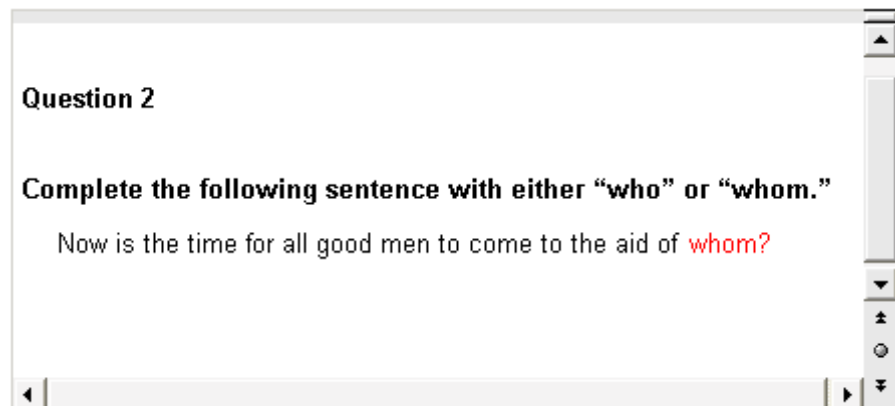 Question 2
Complete the following sentence with either “who” or “whom.”
Now is the time for all good men to come to the aid of whom?